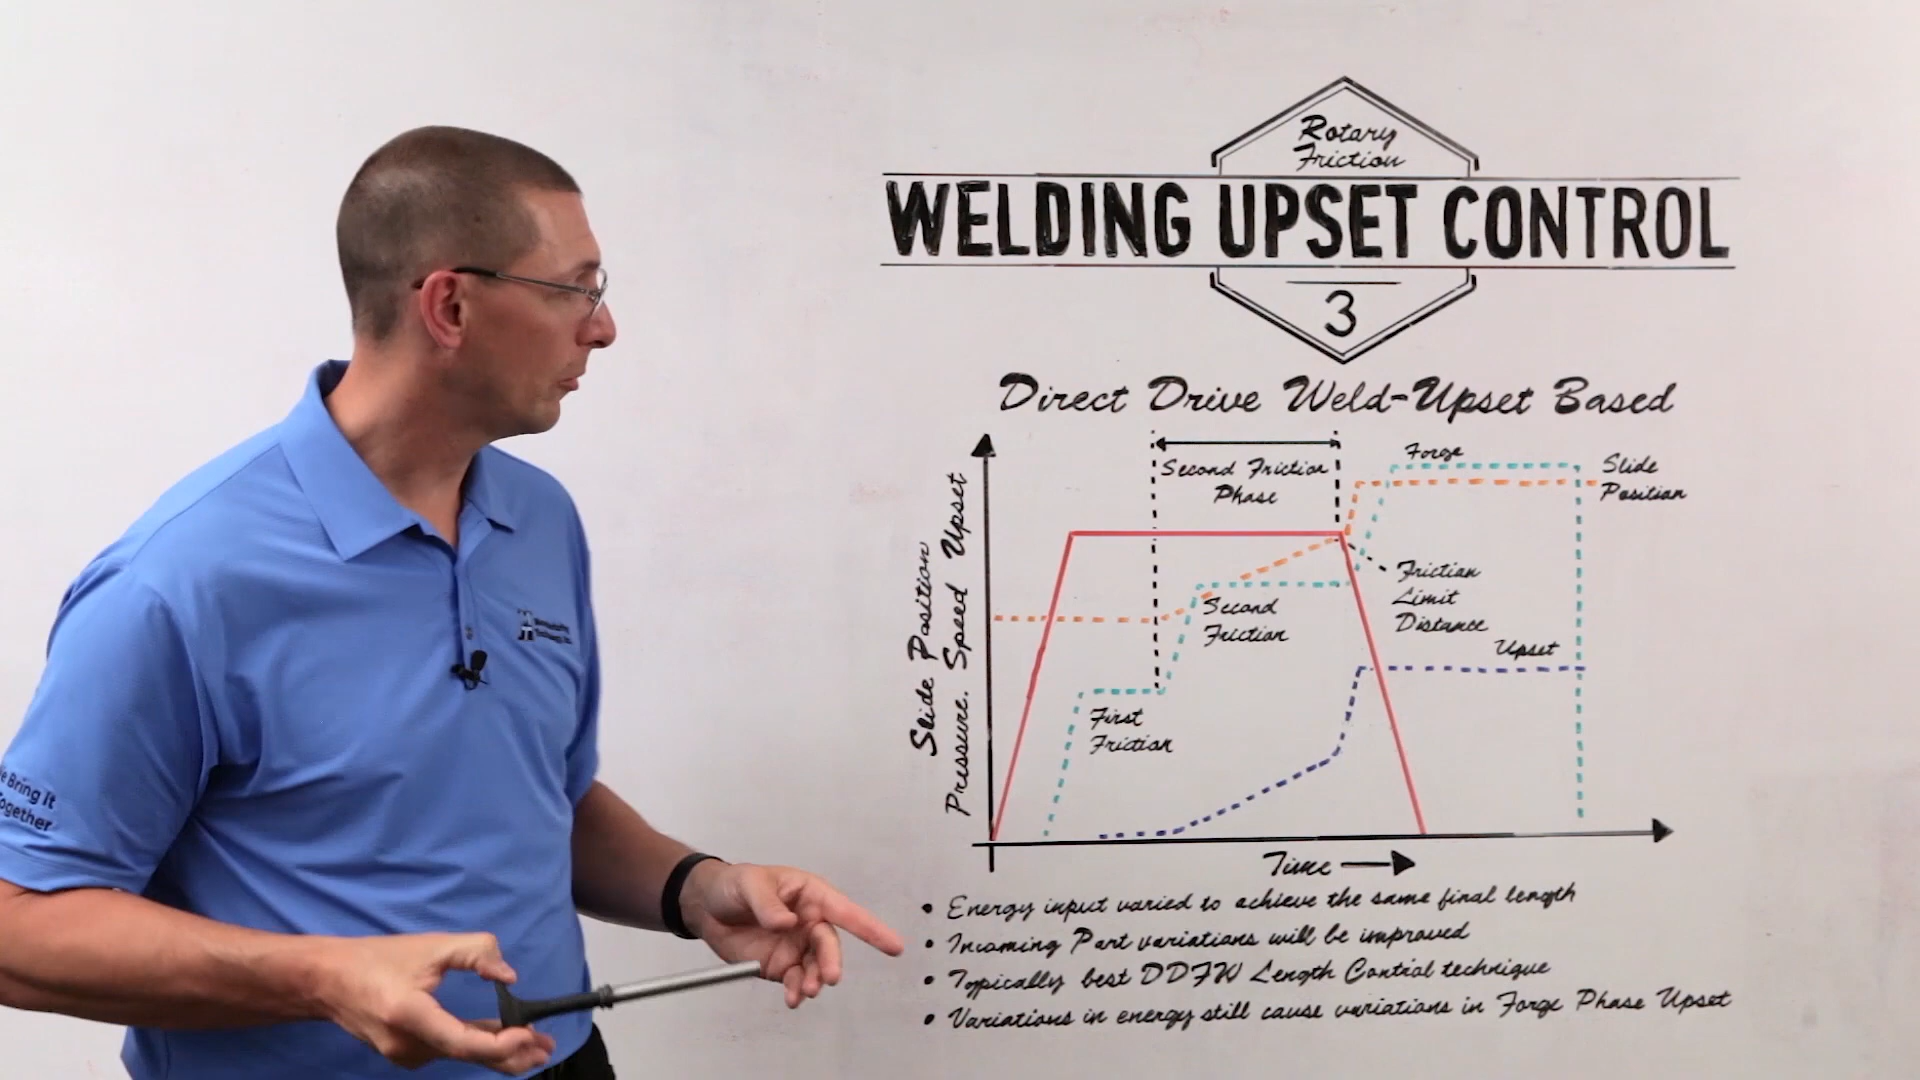 Rotary
Friction
WELDING UPSET CONTROL
3
Direct Drive Weld-Upset Based
Slide Position
Pressure. Speed Upset
Second Friction
Phase
Forge
Slide
Position
Friction
Limit
Distance
Second
Friction
Upset
First
Friction
Time
• Energy input varied to achieve the same final length
• Incoming Part variations will be improved
• Typically best DDFW Length Control technique
• Variations in energy still cause variations in Forge Phase Upset
Manufacturing
Technology, Inc.
e Bring It
ogether